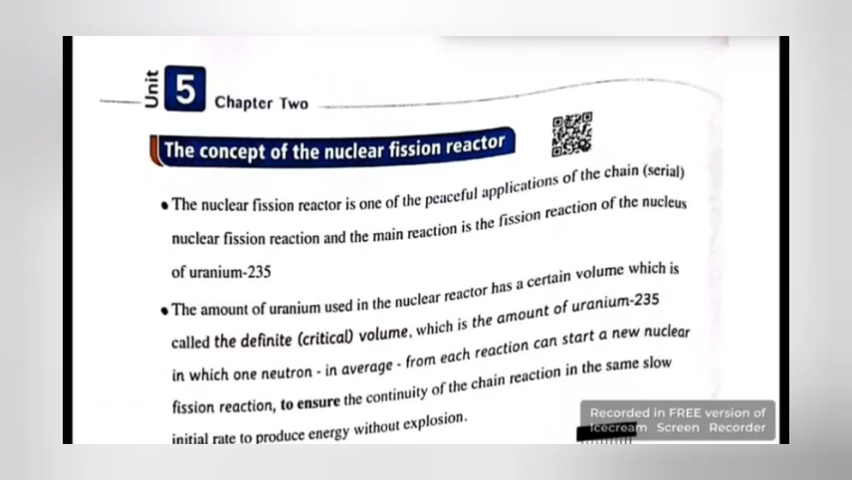 Unit
5
Chapter Two
The concept of the nuclear fission reactor
• The nuclear fission reactor is one of the peaceful applications of the chain (serial)
nuclear fission reaction and the main reaction is the fission reaction of the nucleus
of uranium-235
• The amount of uranium used in the nuclear reactor has a certain volume which is
called the definite (critical) volume, which is the amount of uranium-235
in which one neutron - in average - from each reaction can start a new nuclear
fission reaction, to ensure the continuity of the chain reaction in the same slow
initial rate to produce energy without explosion.
Recorded in FREE version of
Icecream Screen Recorder